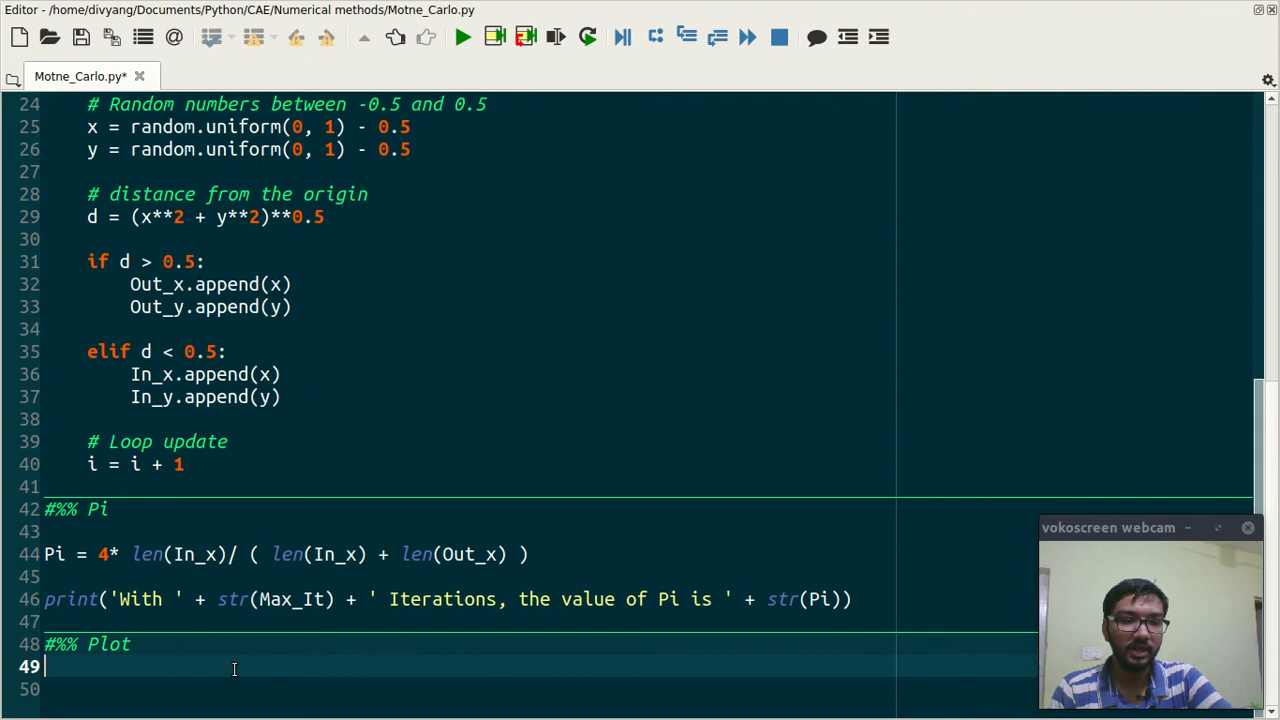 Editor - /home/divyang/Documents/Python/CAE/Numerical methods/Motne_Carlo.py
Motne_Carlo.py*
24 # Random numbers between -0.5 and 0.5
25 x = random.uniform(0, 1) - 0.5
26 y = random.uniform(0, 1) - 0.5
27
28 # distance from the origin
29 d = (x**2 + y**2)**0.5
30
31 if d > 0.5:
32 Out_x.append(x)
33 Out_y.append(y)
34
35 elif d < 0.5:
36 In_x.append(x)
37 In_y.append(y)
38
39 # Loop update
40 i = i + 1
41
42 #%% Pi
43
44 Pi = 4* len(In_x)/ ( len(In_x) + len(Out_x) )
45
46 print('With ' + str(Max_It) + ' Iterations, the value of Pi is ' + str(Pi))
47
48 #%% Plot
49
50
vokoscreen webcam